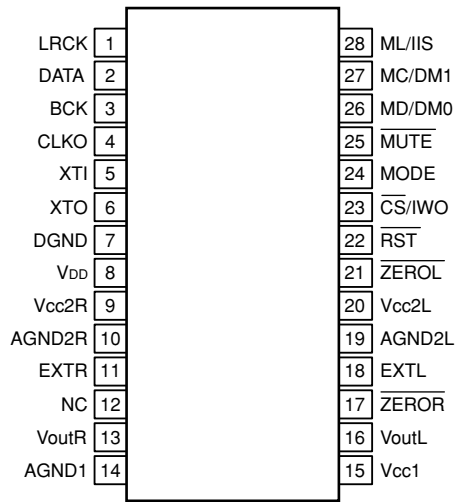 LRCK 1 28 ML/IIS
DATA 2 27 MC/DM1
BCK 3 26 MD/DM0
CLKO 4 25 MUTE
XTI 5 24 MODE
XTO 6 23 CS/IWO
DGND 7 22 RST
VDD 8 21 ZEROL
Vcc2R 9 20 Vcc2L
AGND2R 10 19 AGND2L
EXTR 11 18 EXTL
NC 12 17 ZEROR
VoutR 13 16 VoutL
AGND1 14 15 Vcc1